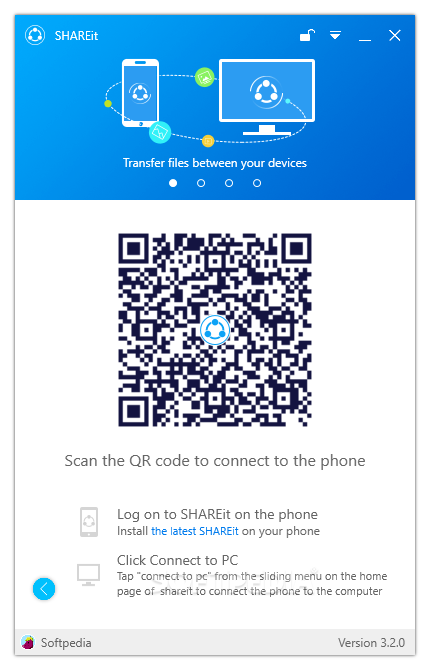 SHAREit
Transfer files between your devices
Scan the QR code to connect to the phone
Log on to SHAREit on the phone
Install the latest SHAREit on your phone
Click Connect to PC
Tap "connect to pc" from the sliding menu on the home
page of shareit to connect the phone to the computer
Softpedia
Version 3.2.0